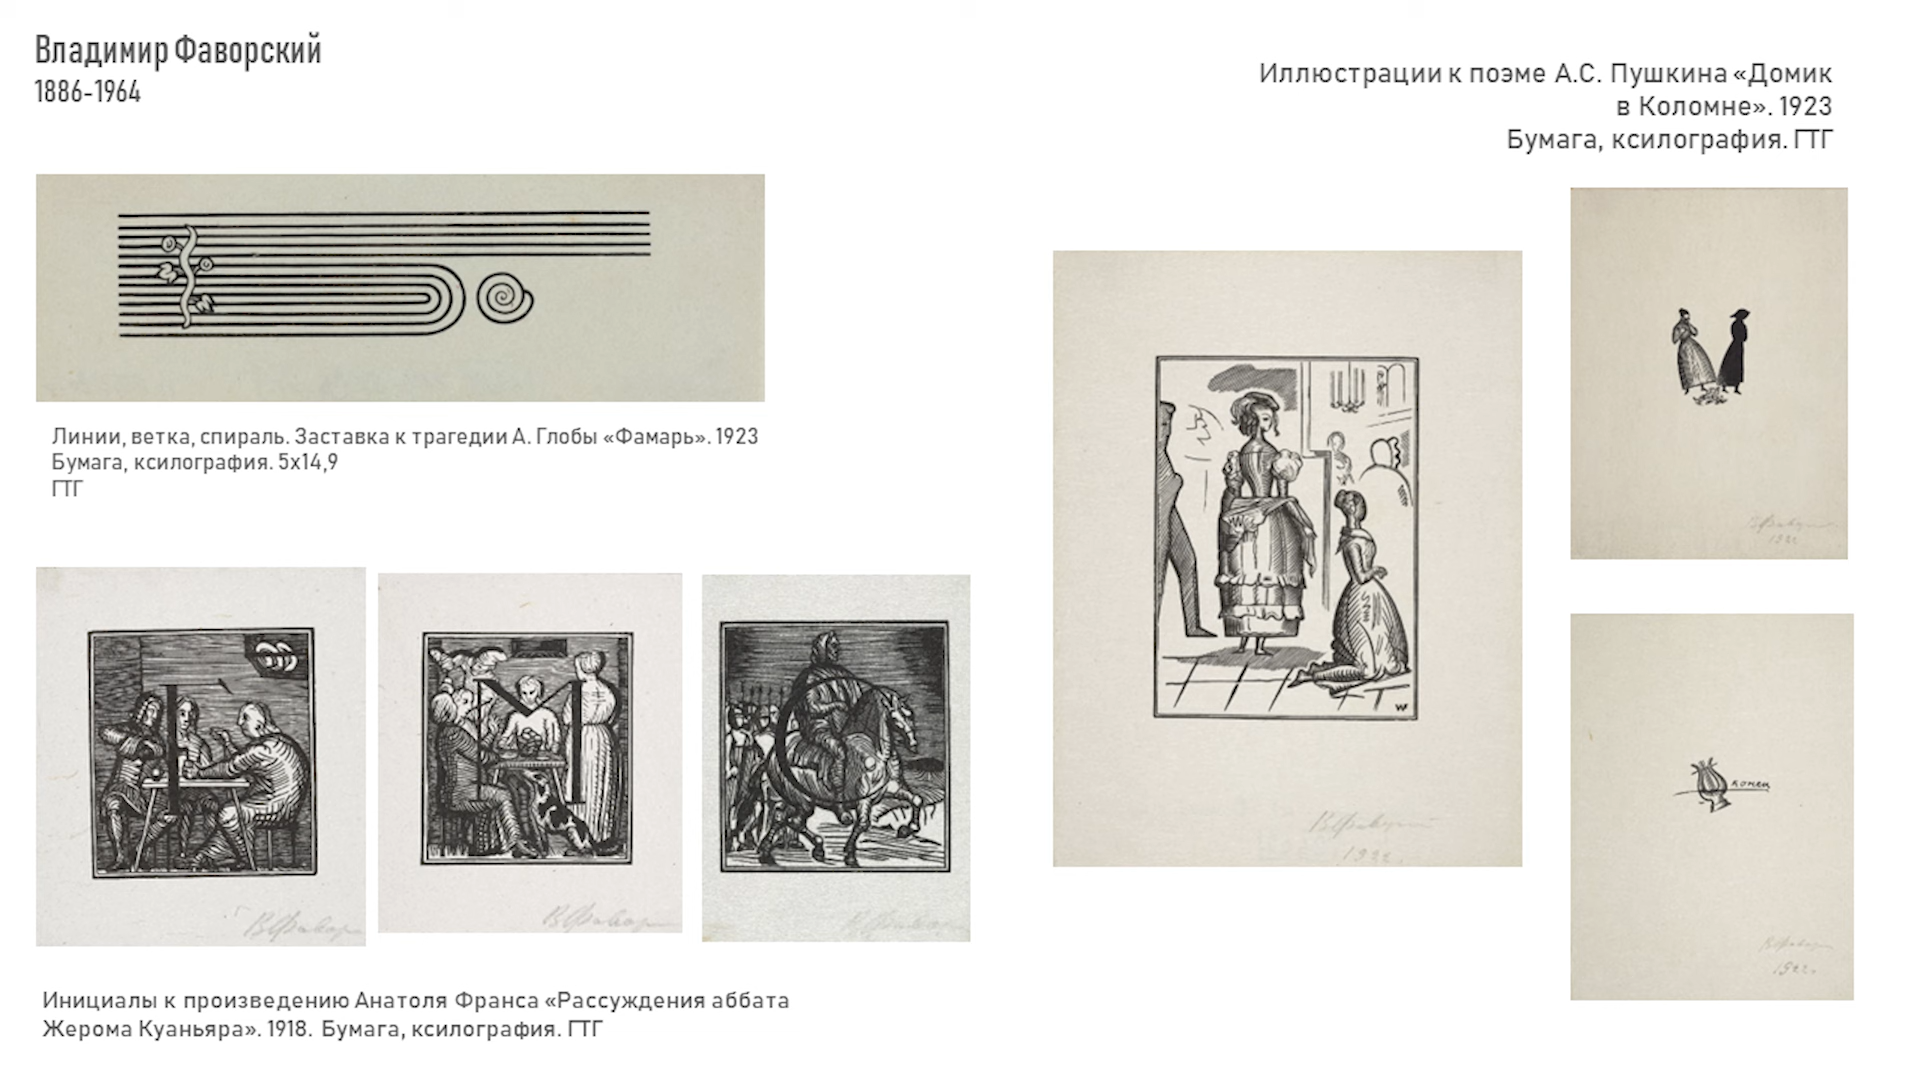 Владимир Фаворский
1886-1964
Линии, ветка, спираль. Заставка к трагедии А. Глобы «Фамарь». 1923
Бумага, ксилография. 5х14,9
ГТГ
Инициалы к произведению Анатоля Франса «Рассуждения аббата
Жерома Куаньяра». 1918. Бумага, ксилография. ГТГ
Иллюстрации к поэме А.С. Пушкина «Домик
в Коломне». 1923
Бумага, ксилография. ГТГ
конец
1922